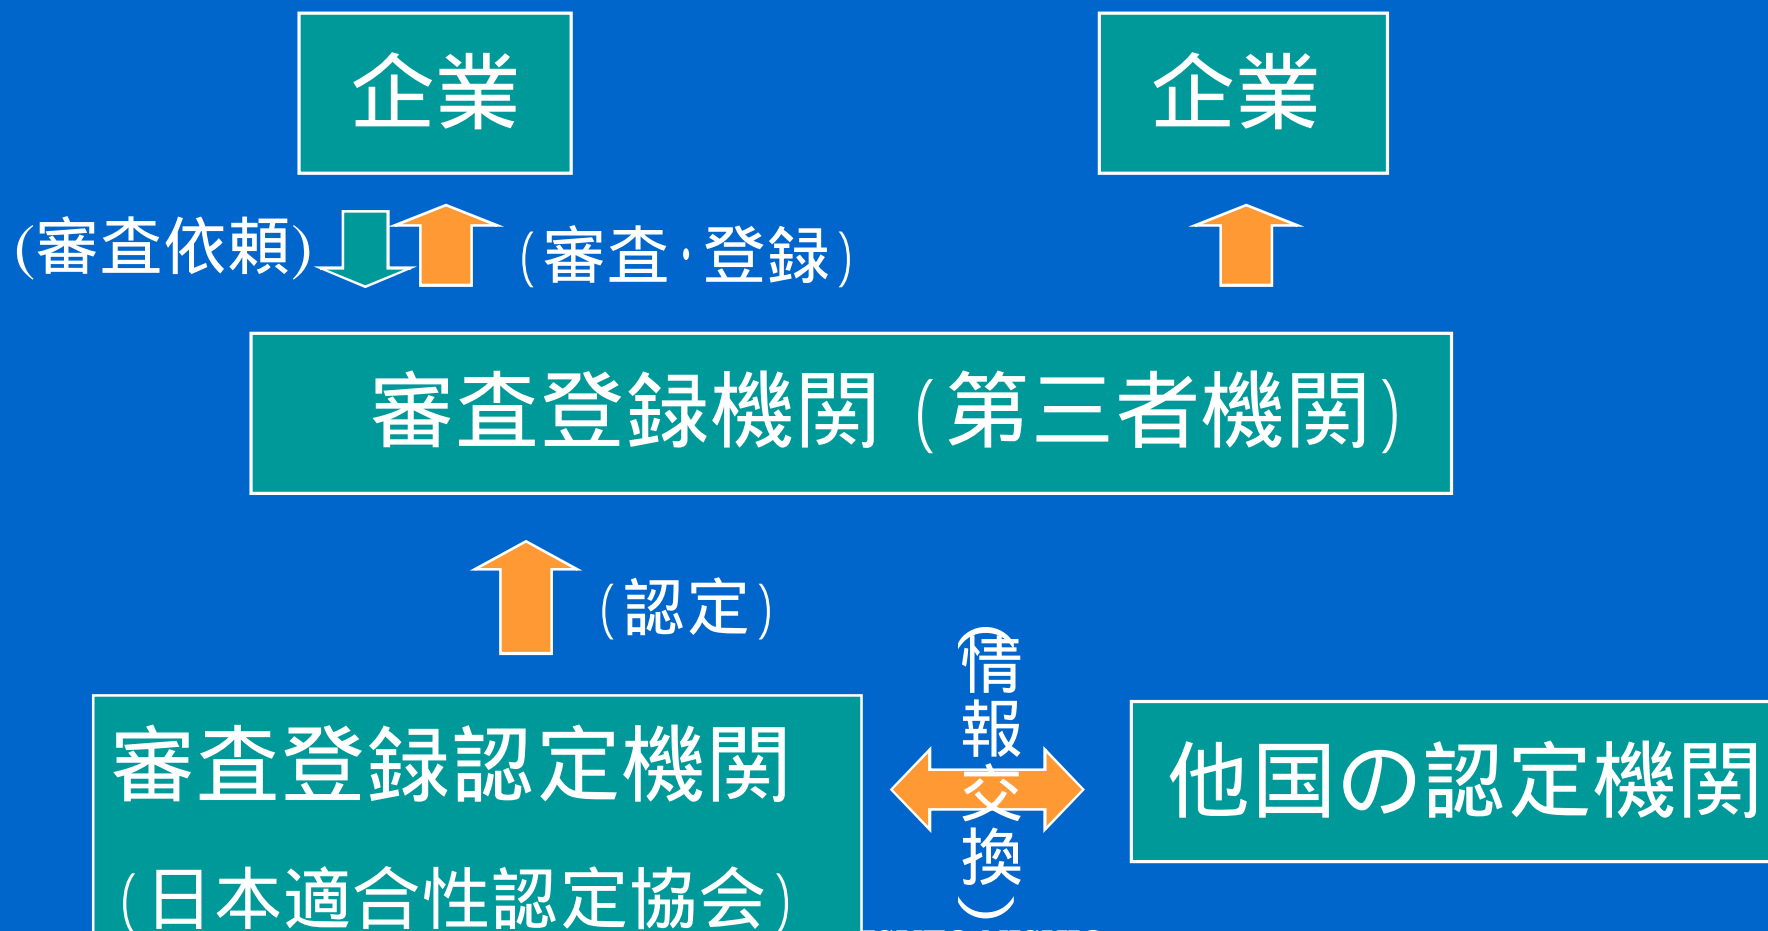 企業
企業
(審査依頼)
(審査・登録)
審査登録機関(第三者機関)
(認定)
(情報交換)
審査登録認定機関
(日本適合性認定協会)
他国の認定機関